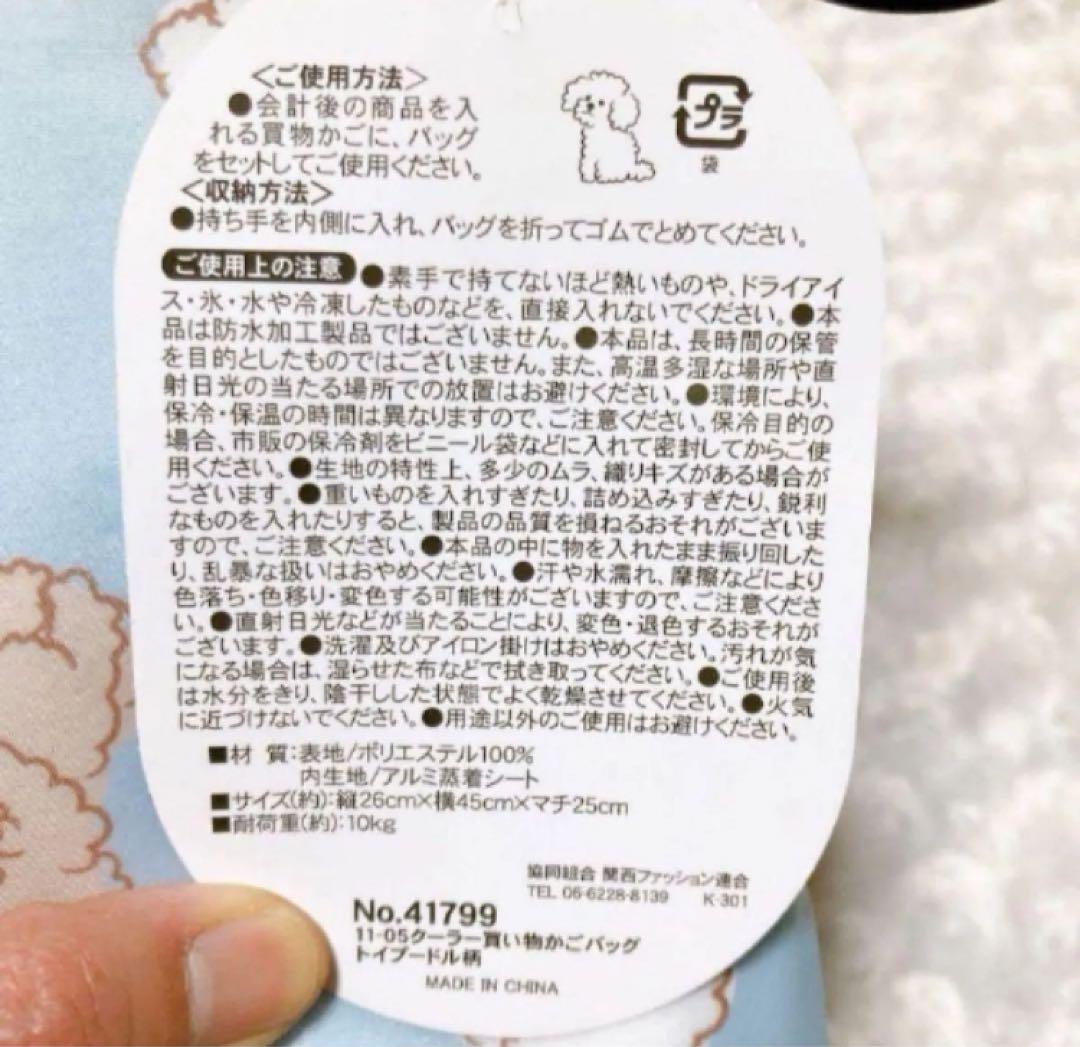 ＜ご使用方法＞
●会計後の商品を入
れる買物かごに、バッグ
をセットしてご使用ください。
＜収納方法＞
●持ち手を内側に入れ、バッグを折ってゴムでとめてください。
プラ
袋
ご使用上の注意 ●素手で持てないほど熱いものや、ドライアイ
ス・氷・水や冷凍したものなどを、直接入れないでください。●本
品は防水加工製品ではございません。●本品は、長時間の保管
を目的としたものではございません。また、高温多湿な場所や直
射日光の当たる場所での放置はお避けください。●環境により、
保冷・保温の時間は異なりますので、ご注意ください。保冷目的の
場合、市販の保冷剤をビニール袋などに入れて密封してからご使
用ください。●生地の特性上、多少のムラ、織りキズがある場合が
ございます。●重いものを入れすぎたり、詰め込みすぎたり、鋭利
なものを入れたりすると、製品の品質を損ねるおそれがございま
すので、ご注意ください。●本品の中に物を入れたまま振り回した
り、乱暴な扱いはおやめください。●汗や水濡れ、摩擦などにより
色落ち・色移り・変色する可能性がございますので、ご注意くださ
い。●直射日光などが当たることにより、変色・退色するおそれが
ございます。●洗濯及びアイロン掛けはおやめください。汚れが気
になる場合は、湿らせた布などで拭き取ってください。●ご使用後
は水分をきり、陰干しした状態でよく乾燥させてください。●火気
に近づけないでください。●用途以外のご使用はお避けください。
■材 質：表地/ポリエステル100%
内生地/アルミ蒸着シート
■サイズ(約)：縦26cm×横45cm×マチ25cm
■耐荷重(約)：10kg
協同組合 関西ファッション連合
TEL 06-6228-8139 K-301
No.41799
11-05クーラー買い物かごバッグ
トイプードル柄
MADE IN CHINA